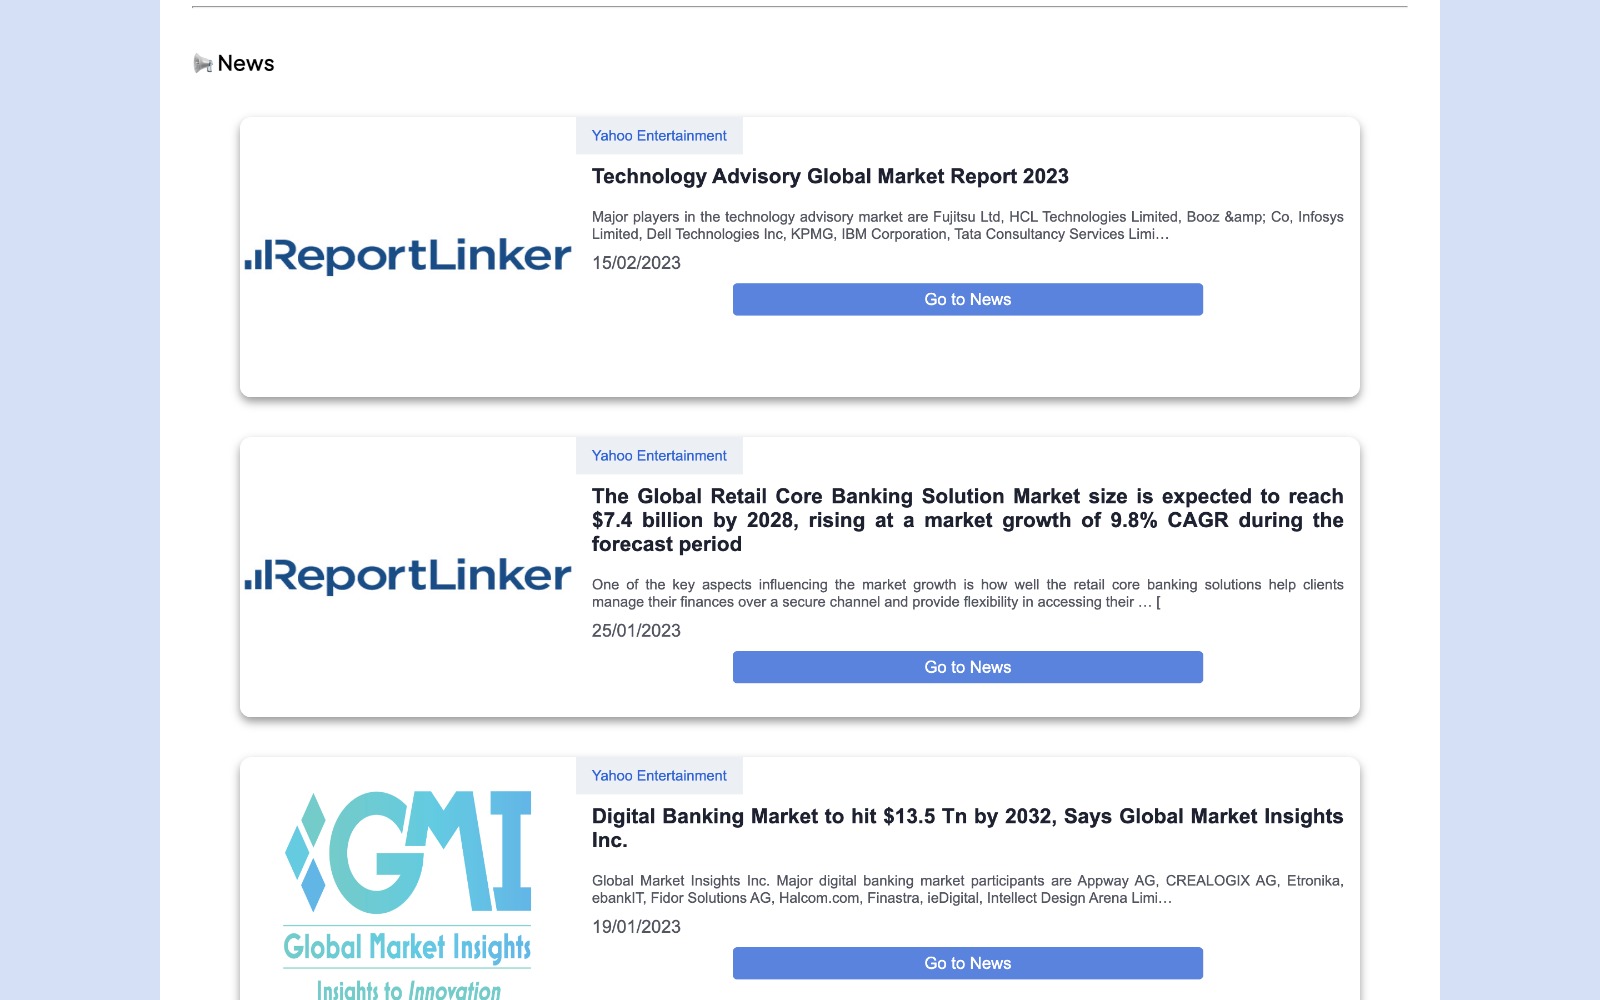 News
Yahoo Entertainment
Technology Advisory Global Market Report 2023
Major players in the technology advisory market are Fujitsu Ltd, HCL Technologies Limited, Booz &amp; Co, Infosys
Limited, Dell Technologies Inc, KPMG, IBM Corporation, Tata Consultancy Services Limi…
15/02/2023
Go to News
ReportLinker
Yahoo Entertainment
The Global Retail Core Banking Solution Market size is expected to reach
$7.4 billion by 2028, rising at a market growth of 9.8% CAGR during the
forecast period
One of the key aspects influencing the market growth is how well the retail core banking solutions help clients
manage their finances over a secure channel and provide flexibility in accessing their … [
25/01/2023
Go to News
ReportLinker
Yahoo Entertainment
Digital Banking Market to hit $13.5 Tn by 2032, Says Global Market Insights
Inc.
Global Market Insights Inc. Major digital banking market participants are Appway AG, CREALOGIX AG, Etronika,
ebankIT, Fidor Solutions AG, Halcom.com, Finastra, ieDigital, Intellect Design Arena Limi…
19/01/2023
Go to News
GMI
Global Market Insights
Insights to Innovation